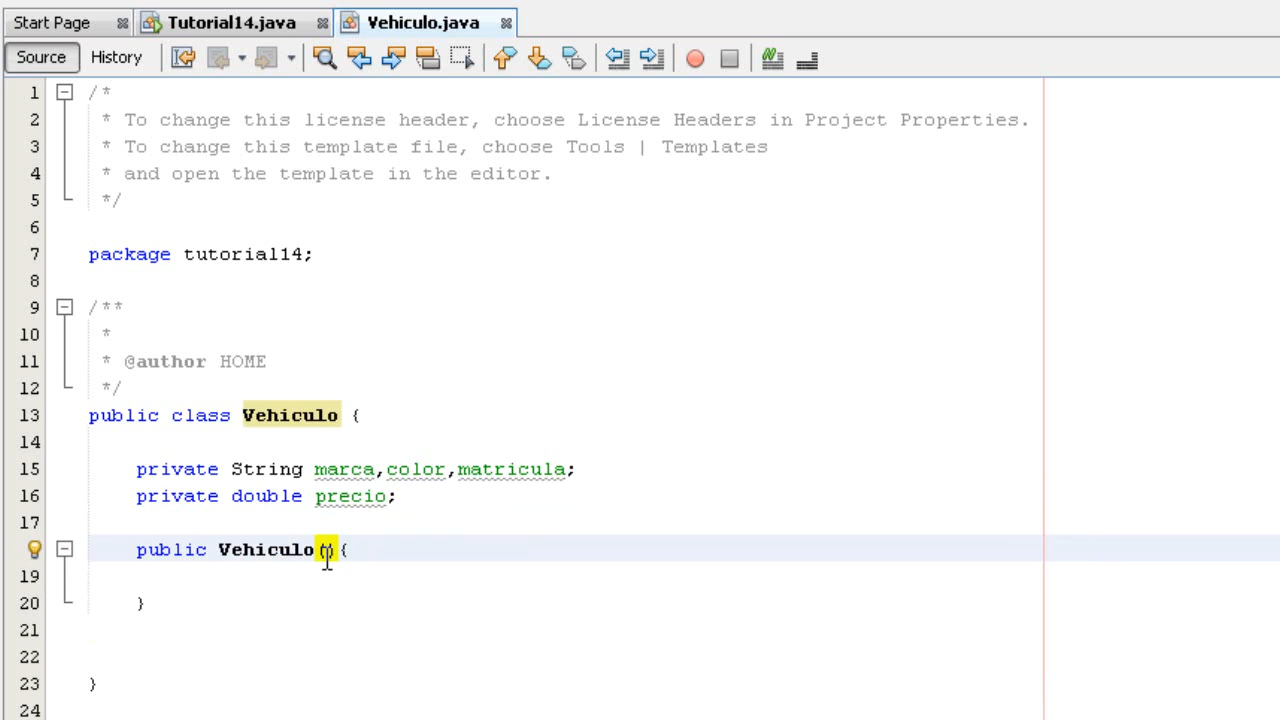 Start Page Tutorial14.java Vehiculo.java
Source History
1 /*
2 * To change this license header, choose License Headers in Project Properties.
3 * To change this template file, choose Tools | Templates
4 * and open the template in the editor.
5 */
6
7 package tutorial14;
8
9 /**
10 *
11 * @author HOME
12 */
13 public class Vehiculo {
14
15 private String marca,color,matricula;
16 private double precio;
17
public Vehiculo(){
19
20 }
21
22
23 }
24